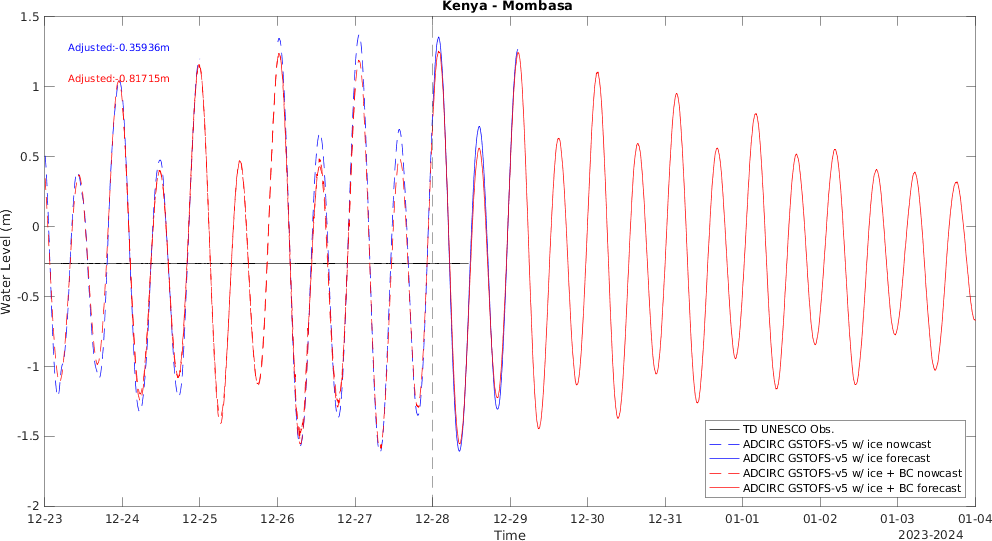 Kenya - Mombasa
Adjusted:-0.35936m
Adjusted:-0.81715m
Water Level (m)
1.5
1
0.5
0
-0.5
-1
-1.5
-2
TD UNESCO Obs.
ADCIRC GSTOFS-v5 w/ ice nowcast
ADCIRC GSTOFS-v5 w/ ice forecast
ADCIRC GSTOFS-v5 w/ ice + BC nowcast
ADCIRC GSTOFS-v5 w/ ice + BC forecast
12-23 12-24 12-25 12-26 12-27 12-28 12-29 12-30 12-31 01-01 01-02 01-03 01-04
Time
2023-2024